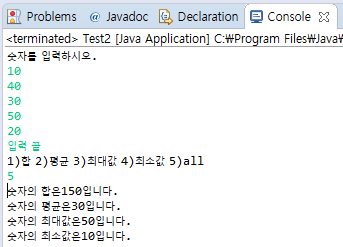 Problems @ Javadoc Declaration Console
<terminated> Test2 [Java Application] C:₩Program Files₩Java₩
숫자를 입력하시오.
10
40
30
50
20
입력 끝
1)합 2)평균 3)최대값 4)최소값 5)all
5
숫자의 합은150입니다.
숫자의 평균은30입니다.
숫자의 최대값은50입니다.
숫자의 최소값은10입니다.